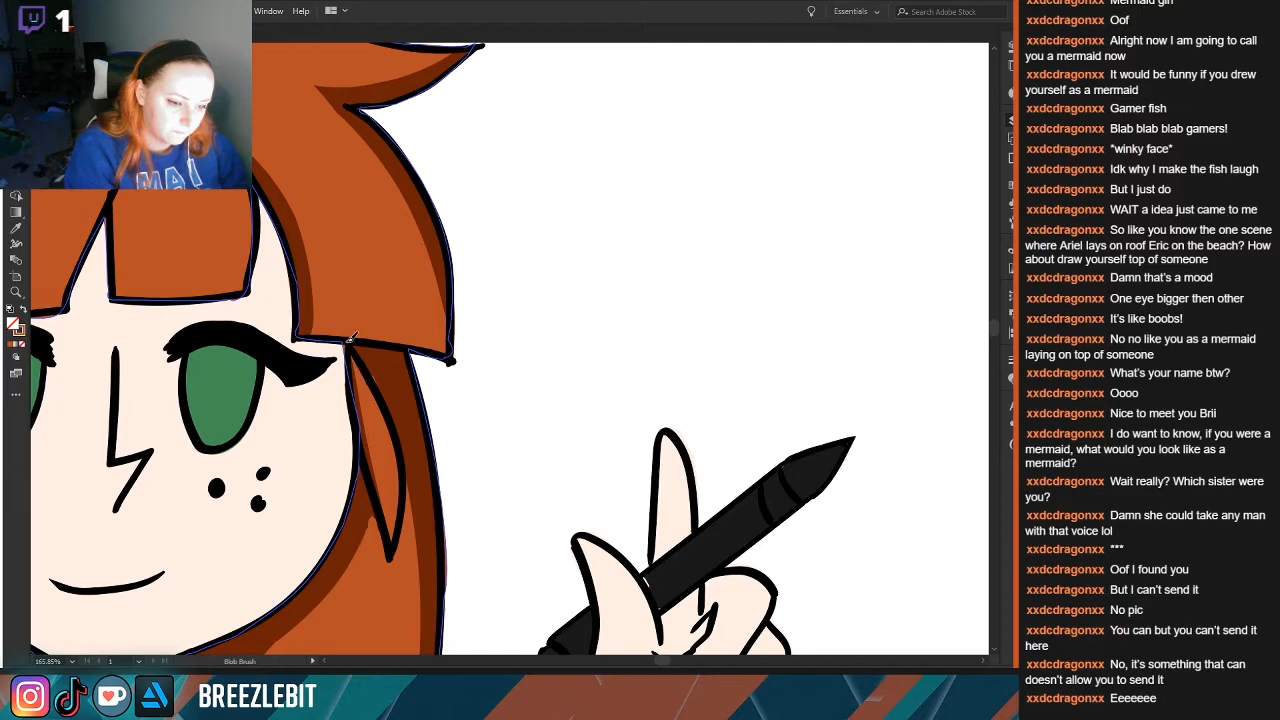 1
Window Help
Essentials
Search Adobe Stock
MAI
165.85%
1
Blob Brush
BREEZLEBIT
xxdcdragonxx Mermaid girl
xxdcdragonxx Oof
xxdcdragonxx Alright now I am going to call
you a mermaid now
xxdcdragonxx It would be funny if you drew
yourself as a mermaid
xxdcdragonxx Gamer fish
xxdcdragonxx Blab blab blab gamers!
xxdcdragonxx *winky face*
xxdcdragonxx Idk why I make the fish laugh
xxdcdragonxx But I just do
xxdcdragonxx WAIT a idea just came to me
xxdcdragonxx So like you know the one scene
where Ariel lays on roof Eric on the beach? How
about draw yourself top of someone
xxdcdragonxx Damn that's a mood
xxdcdragonxx One eye bigger then other
xxdcdragonxx It's like boobs!
xxdcdragonxx No no like you as a mermaid
laying on top of someone
xxdcdragonxx What's your name btw?
xxdcdragonxx Oooo
xxdcdragonxx Nice to meet you Brii
xxdcdragonxx I do want to know, if you were a
mermaid, what would you look like as a
mermaid?
xxdcdragonxx Wait really? Which sister were
you?
xxdcdragonxx Damn she could take any man
with that voice lol
xxdcdragonxx ***
xxdcdragonxx Oof I found you
xxdcdragonxx But I can't send it
xxdcdragonxx No pic
xxdcdragonxx You can but you can't send it
here
xxdcdragonxx No, it's something that can
doesn't allow you to send it
xxdcdragonxx Eeeeeee